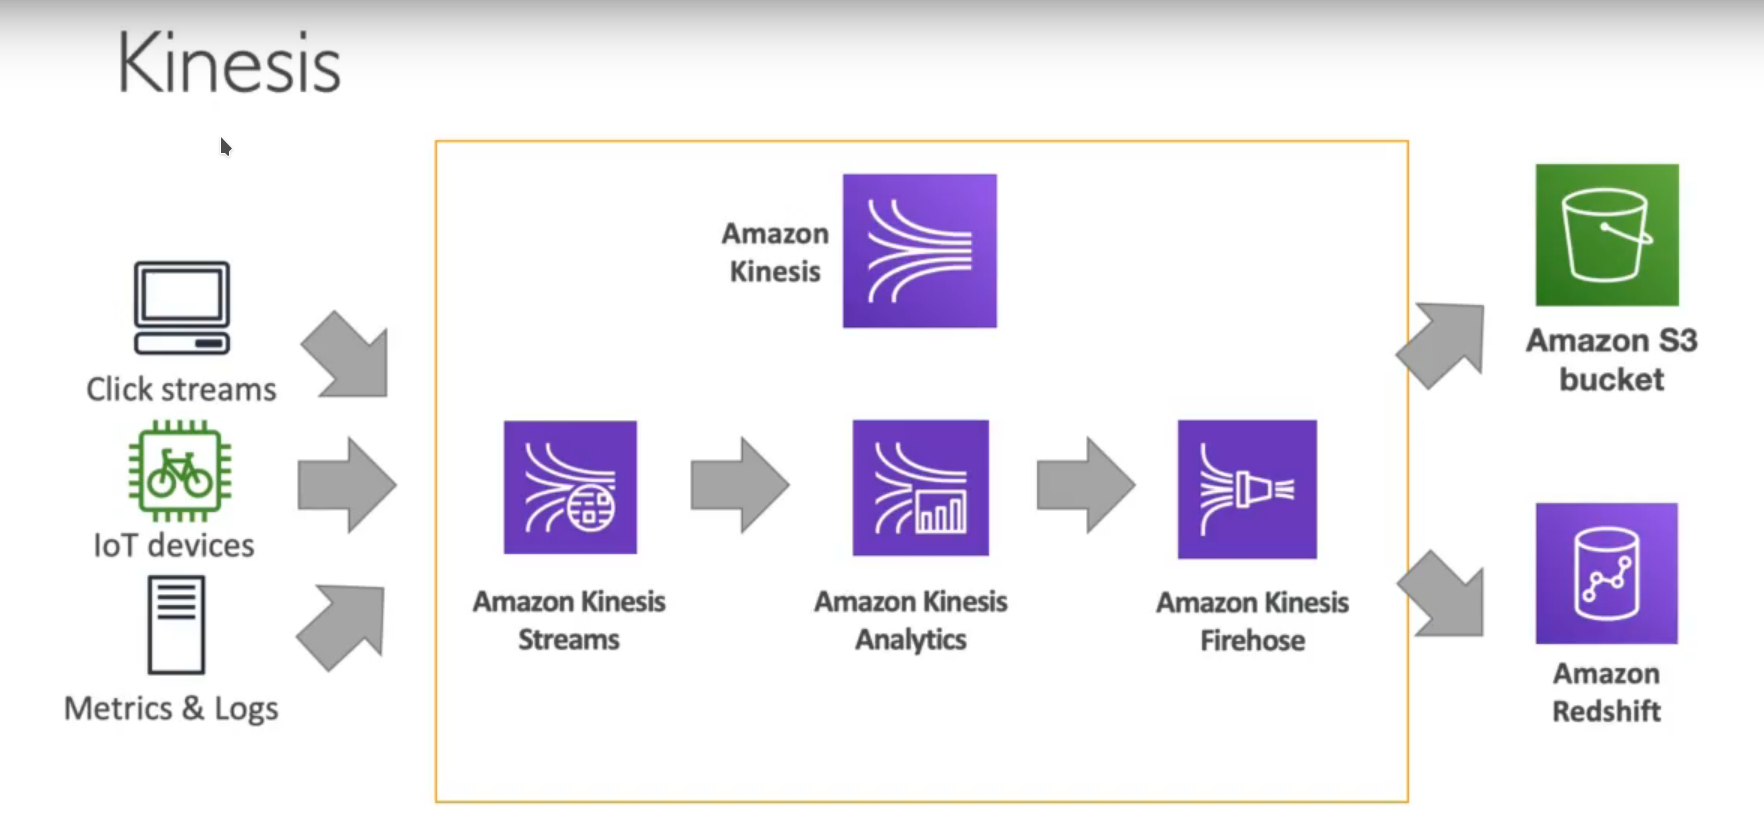 Kinesis
Amazon
Kinesis
Click streams
IoT devices
Metrics & Logs
Amazon Kinesis
Streams
Amazon Kinesis
Analytics
Amazon Kinesis
Firehose
Amazon S3
bucket
Amazon
Redshift